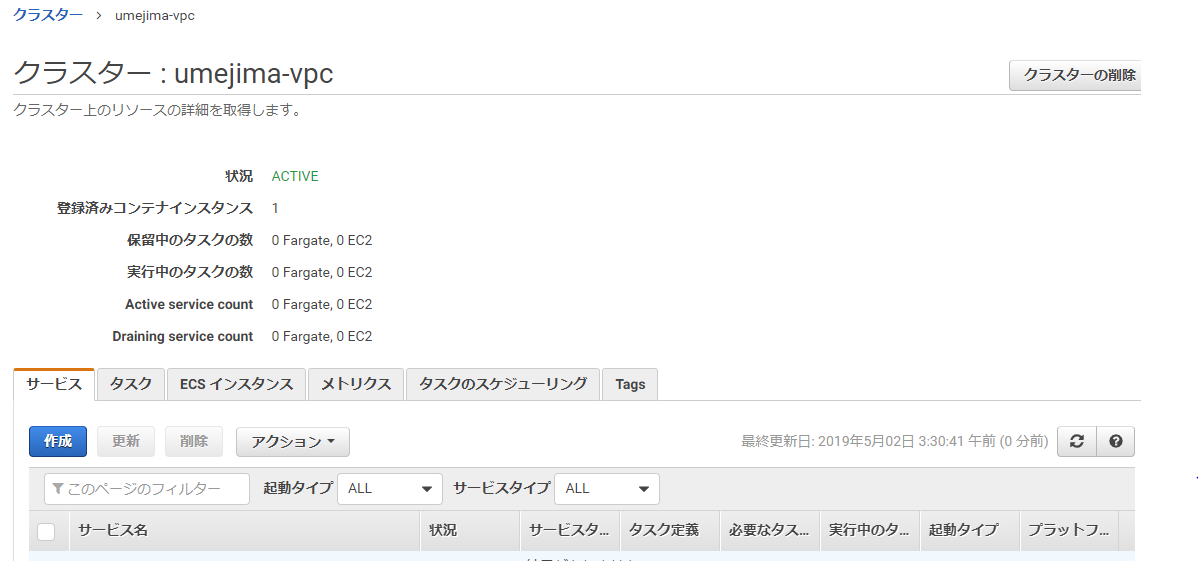 クラスター > umejima-vpc
クラスター : umejima-vpc
クラスターの削除
クラスター上のリソースの詳細を取得します。
状況 ACTIVE
登録済みコンテナインスタンス 1
保留中のタスクの数 0 Fargate, 0 EC2
実行中のタスクの数 0 Fargate, 0 EC2
Active service count 0 Fargate, 0 EC2
Draining service count 0 Fargate, 0 EC2
サービス タスク ECS インスタンス メトリクス タスクのスケジューリング Tags
作成 更新 削除 アクション 最終更新日: 2019年5月02日 3:30:41 午前 (0 分前)
このページのフィルター 起動タイプ ALL サービスタイプ ALL
サービス名 状況 サービスタ... タスク定義 必要なタス... 実行中のタ... 起動タイプ プラットフ...